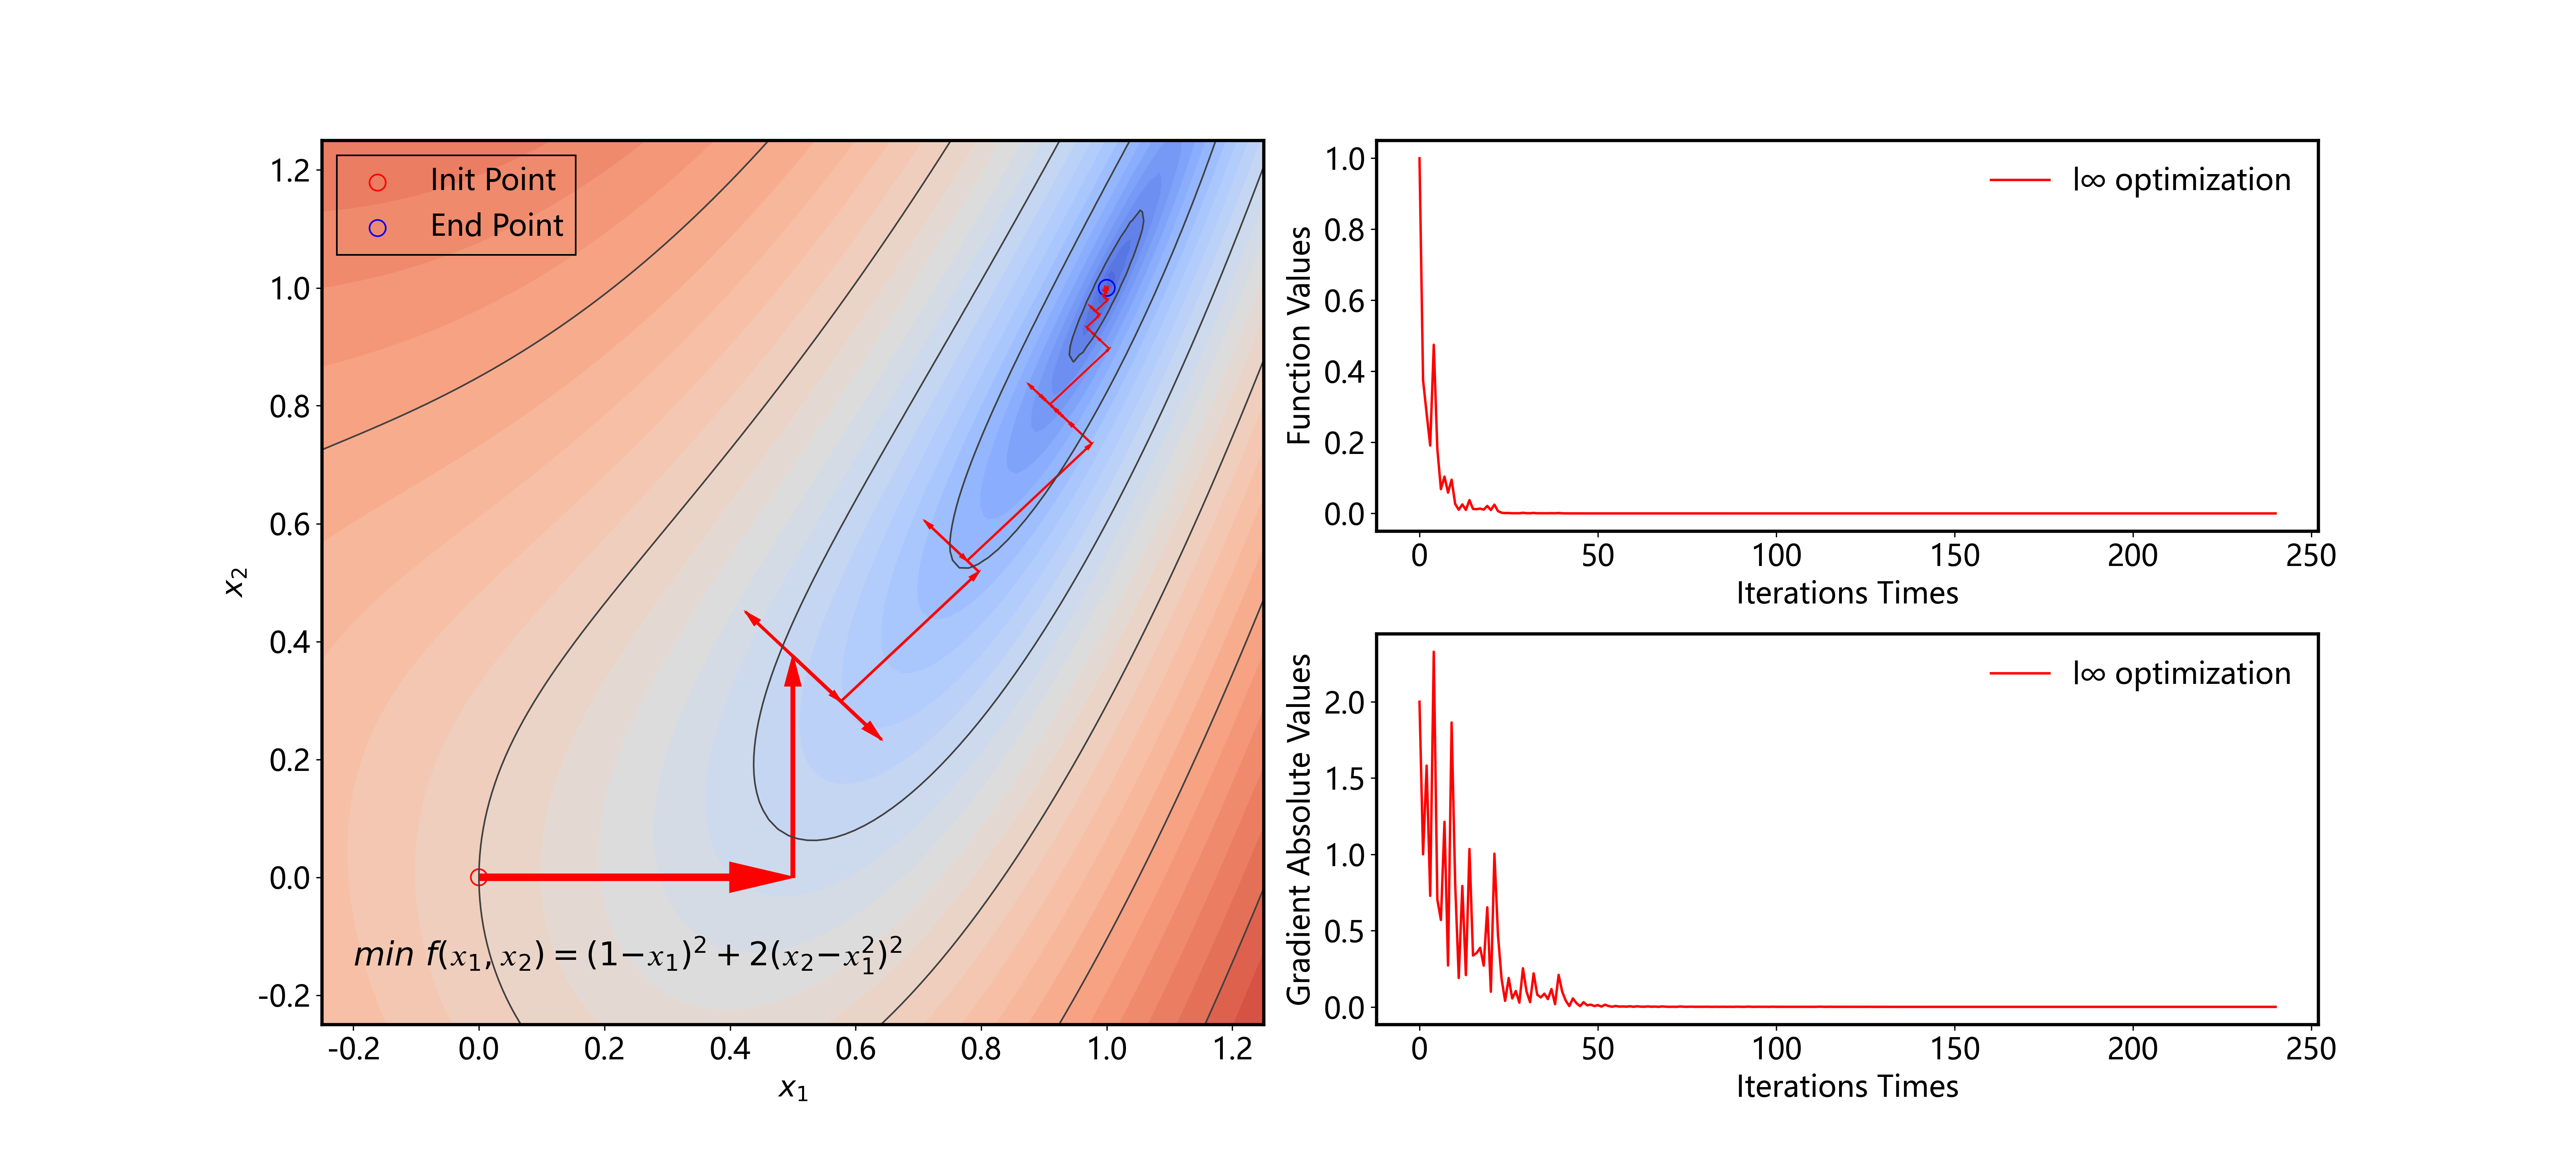 Init Point
End Point
1.2
1.0
0.8
0.6
0.4
0.2
0.0
-0.2
x₂
min f(x₁, x₂) = (1−x₁)² + 2(x₂−x₁²)²
-0.2 0.0 0.2 0.4 0.6 0.8 1.0 1.2
x₁
l∞ optimization
1.0
0.8
0.6
0.4
0.2
0.0
Function Values
0 50 100 150 200 250
Iterations Times
l∞ optimization
2.0
1.5
1.0
0.5
0.0
Gradient Absolute Values
0 50 100 150 200 250
Iterations Times